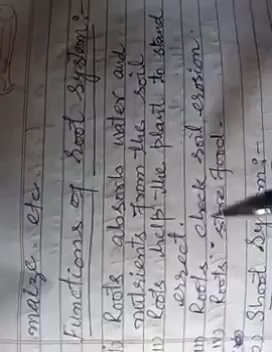 maize. etc.
Functions of Root System:-
i) Roots absorb water and
nutrients from the soil
ii) Roots help the plant to stand
erect.
iii) Roots check soil erosion.
iv) Roots store food.
2) Shoot System:-